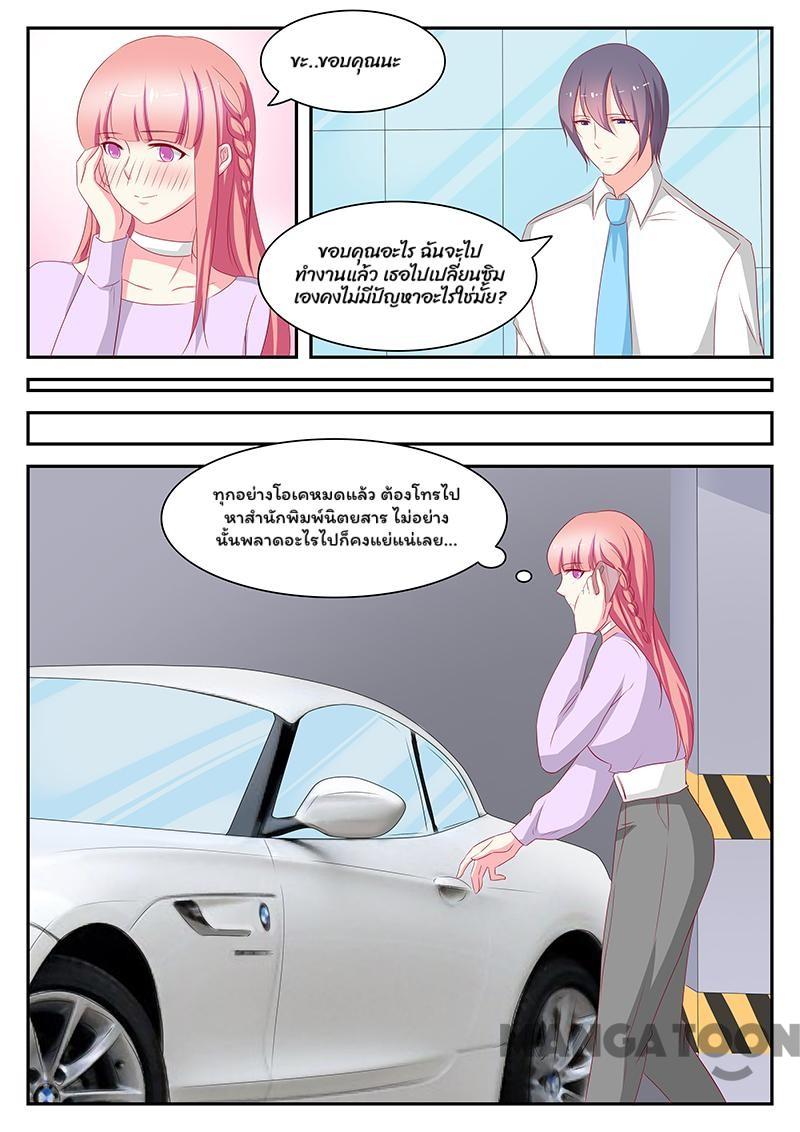 ขะ..ขอบคุณนะ
ขอบคุณอะไร ฉันจะไป
ทำงานแล้ว เธอไปเปลี่ยนซิม
เองคงไม่มีปัญหาอะไรใช่มั้ย?
ทุกอย่างโอเคหมดแล้ว ต้องโทรไป
หาสำนักพิมพ์นิตยสาร ไม่อย่าง
นั้นพลาดอะไรไปก็คงแย่แน่เลย...
MANGATOON